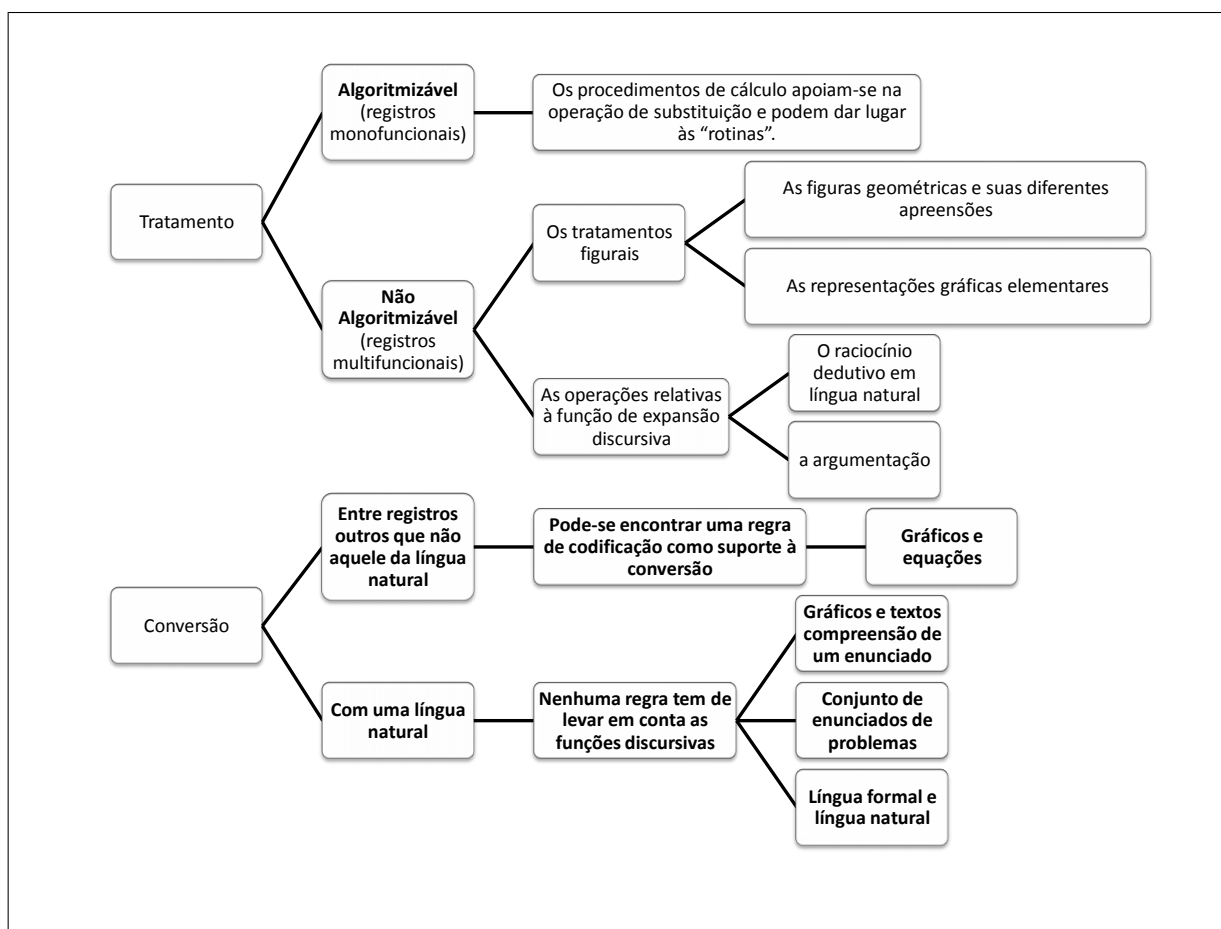 Tratamento
Algoritmizável
(registros
monofuncionais)
Os procedimentos de cálculo apoiam-se na
operação de substituição e podem dar lugar
às “rotinas”.
Não
Algoritmizável
(registros
multifuncionais)
Os tratamentos
figurais
As figuras geométricas e suas diferentes
apreensões
As representações gráficas elementares
As operações relativas
à função de expansão
discursiva
O raciocínio
dedutivo em
língua natural
a argumentação
Conversão
Entre registros
outros que não
aquele da língua
natural
Pode-se encontrar uma regra
de codificação como suporte à
conversão
Gráficos e
equações
Com uma língua
natural
Nenhuma regra tem de
levar em conta as
funções discursivas
Gráficos e textos
compreensão de
um enunciado
Conjunto de
enunciados de
problemas
Língua formal e
língua natural